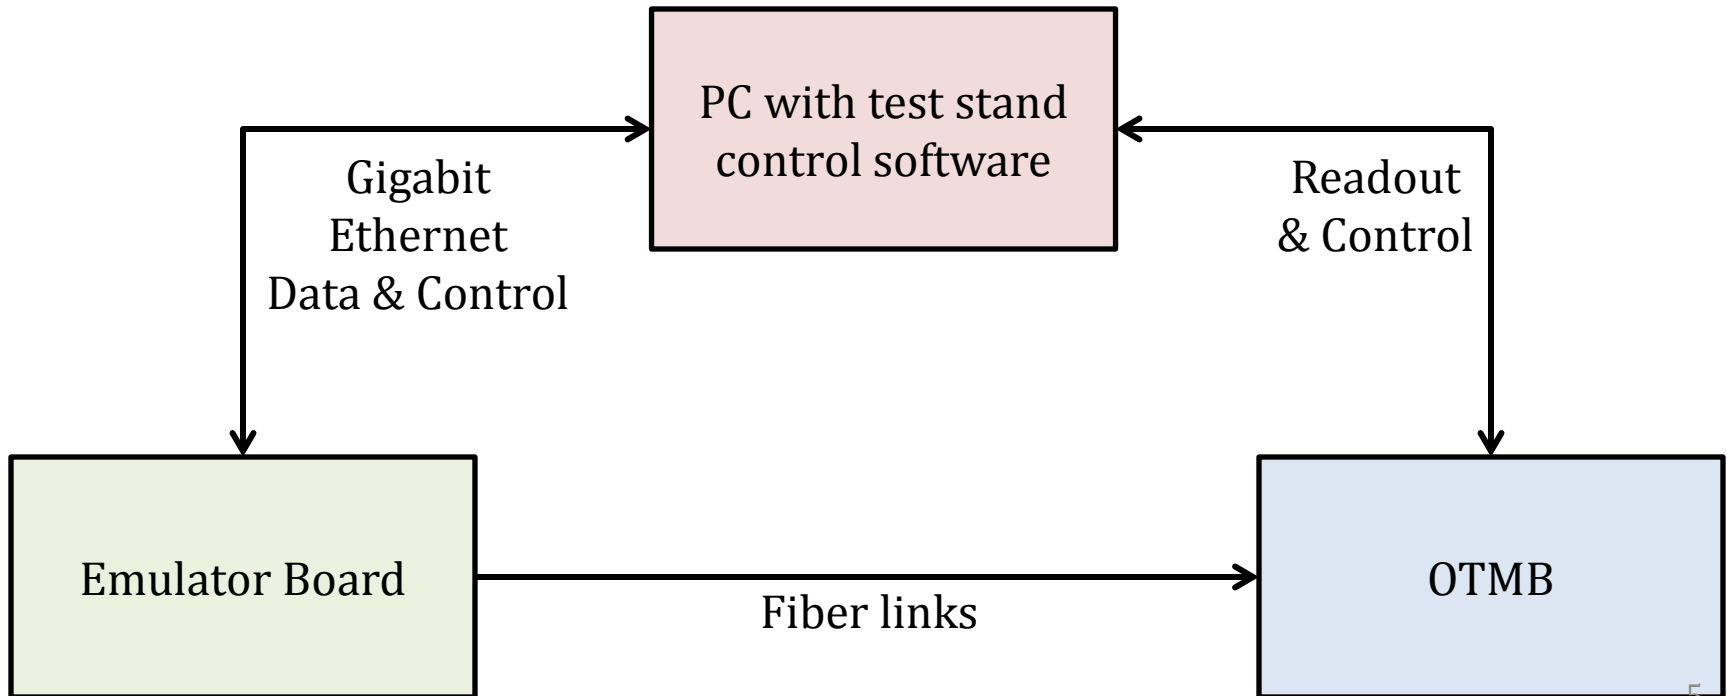 PC with test stand
control software
Gigabit
Ethernet
Data & Control
Readout
& Control
Emulator Board
Fiber links
OTMB